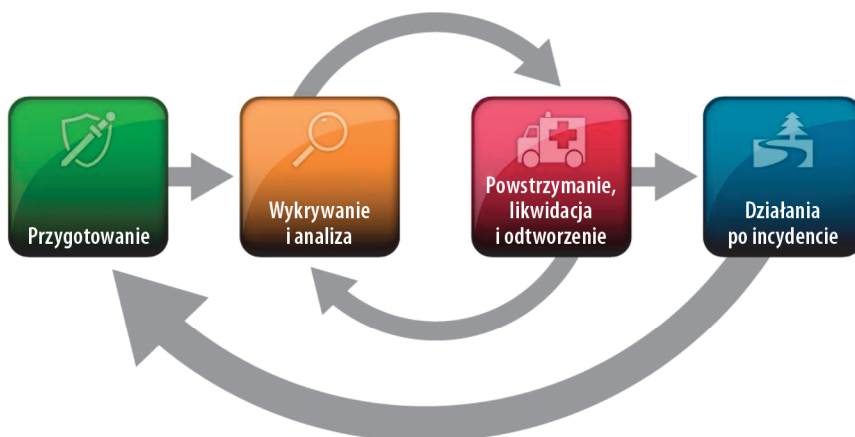 Przygotowanie
Wykrywanie
i analiza
Powstrzymanie,
likwidacja
i odtworzenie
Działania
po incydencie